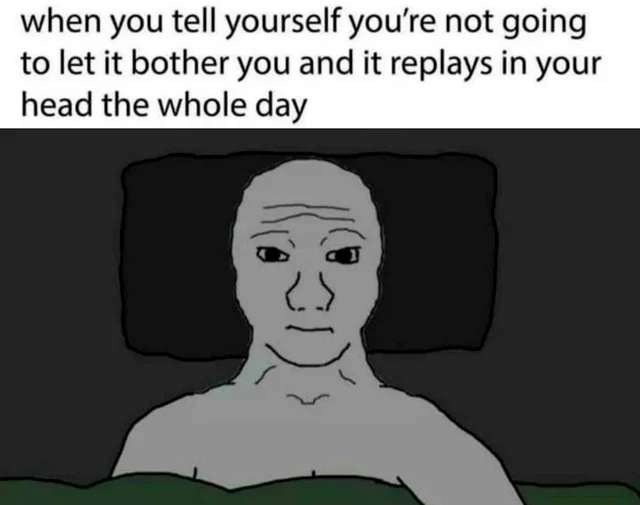 when you tell yourself you're not going
to let it bother you and it replays in your
head the whole day